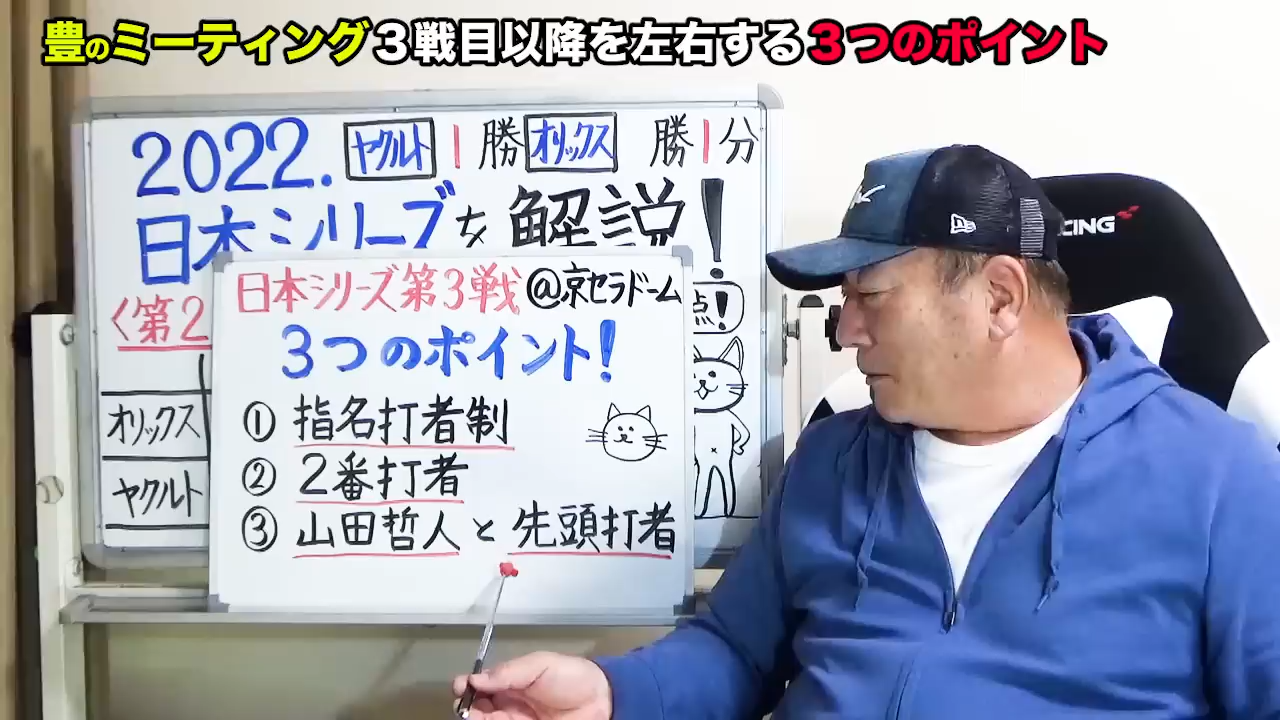 豊のミーティング3戦目以降を左右する3つのポイント
2022. ヤクルト 1勝 オリックス 勝1分
日本シリーズを解説!
〈第2
点!
オリックス
ヤクルト
日本シリーズ第3戦@京セラドーム
3つのポイント!
① 指名打者制
② 2番打者
③ 山田哲人と先頭打者
CING